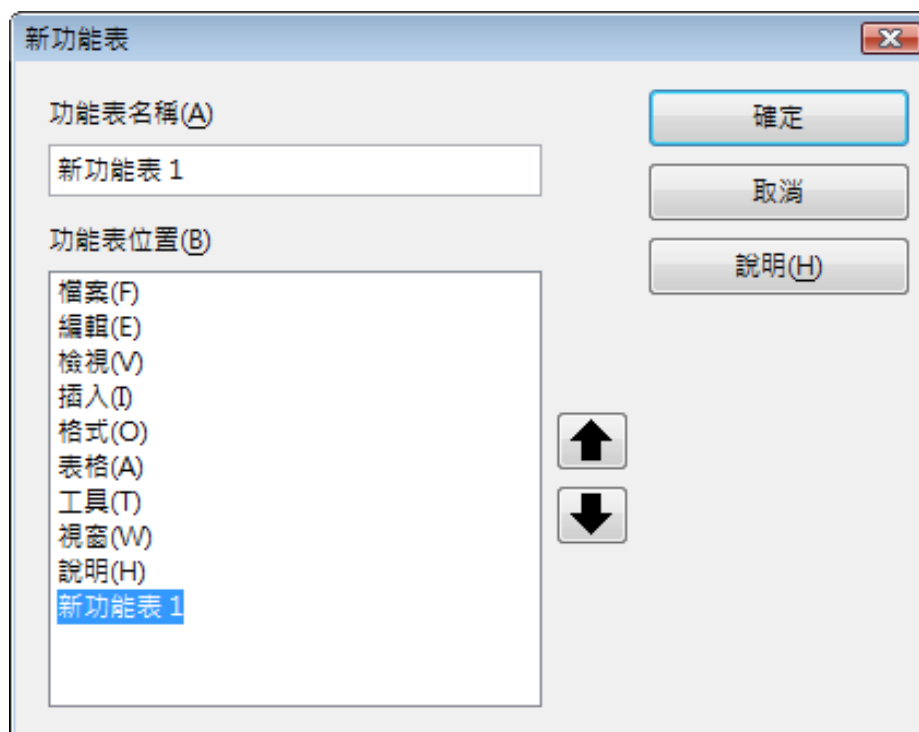 新功能表
功能表名稱(A)
新功能表 1
功能表位置(B)
檔案(F)
編輯(E)
檢視(V)
插入(I)
格式(O)
表格(A)
工具(T)
視窗(W)
說明(H)
新功能表 1
確定
取消
說明(H)